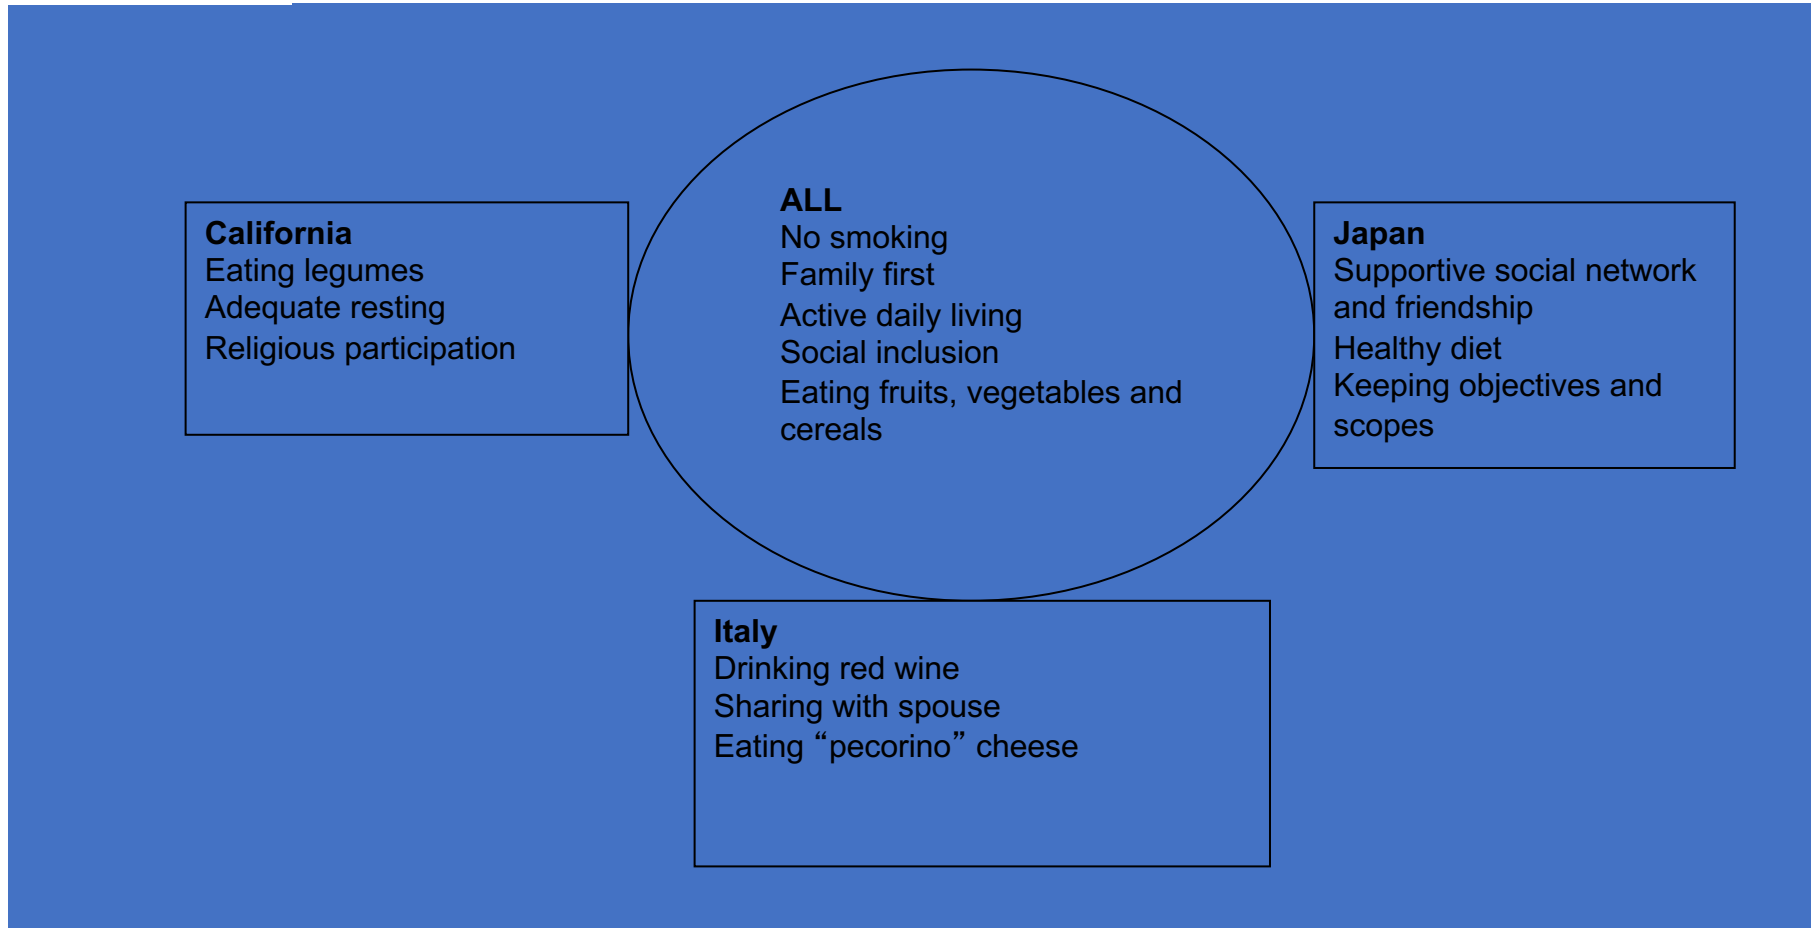 ALL
No smoking
Family first
Active daily living
Social inclusion
Eating fruits, vegetables and
cereals
California
Eating legumes
Adequate resting
Religious participation
Japan
Supportive social network
and friendship
Healthy diet
Keeping objectives and
scopes
Italy
Drinking red wine
Sharing with spouse
Eating “pecorino” cheese